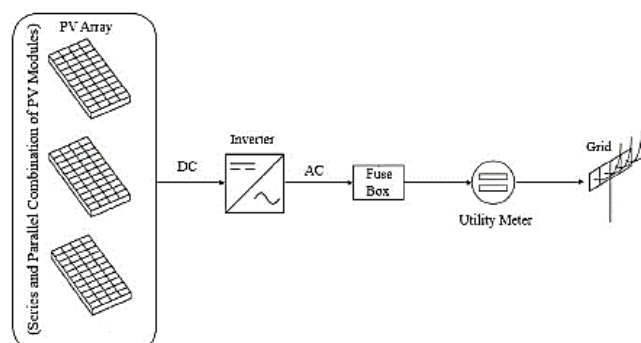 PV Array
(Series and Parallel Combination of PV Modules)
DC
Inverter
AC
Fuse
Box
Utility Meter
Grid